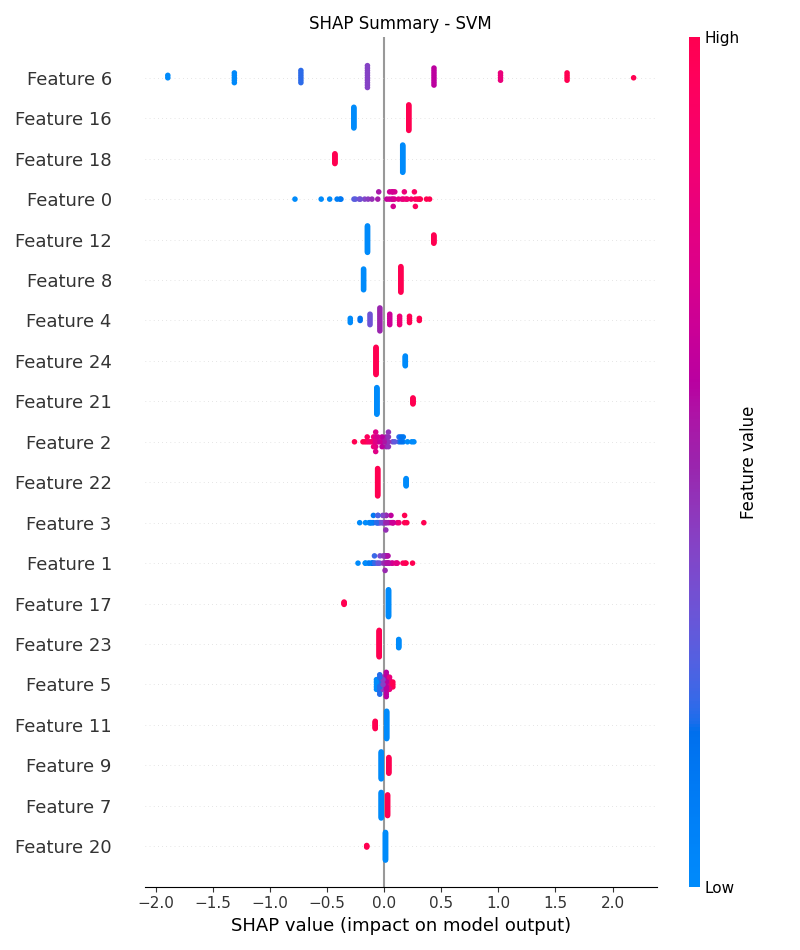 SHAP Summary - SVM
High
Feature 6
Feature 16
Feature 18
Feature 0
Feature 12
Feature 8
Feature 4
Feature 24
Feature 21
Feature 2
Feature 22
Feature 3
Feature 1
Feature 17
Feature 23
Feature 5
Feature 11
Feature 9
Feature 7
Feature 20
Feature value
Low
−2.0 −1.5 −1.0 −0.5 0.0 0.5 1.0 1.5 2.0
SHAP value (impact on model output)